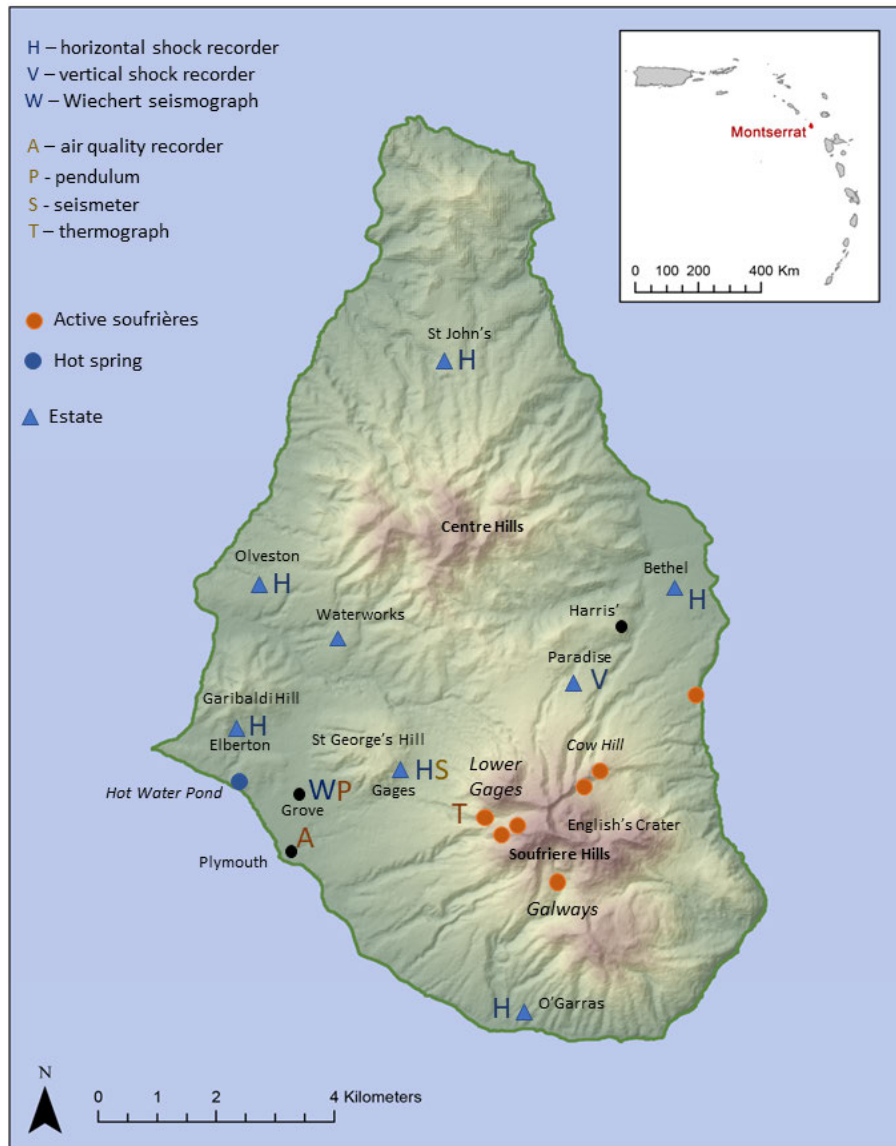 H – horizontal shock recorder
V – vertical shock recorder
W – Wiechert seismograph
A – air quality recorder
P - pendulum
S - seismeter
T – thermograph
Active soufrières
Hot spring
Estate
Montserrat
0 100 200 400 Km
St John's
H
Centre Hills
Olveston
H
Bethel
H
Waterworks
Harris'
Paradise
V
Garibaldi Hill
H
Elberton
St George's Hill
HS
Gages
Lower
Gages
Cow Hill
Hot Water Pond
WP
Grove
T
English's Crater
A
Plymouth
Soufriere Hills
Galways
H
O'Garras
N
0 1 2 4 Kilometers